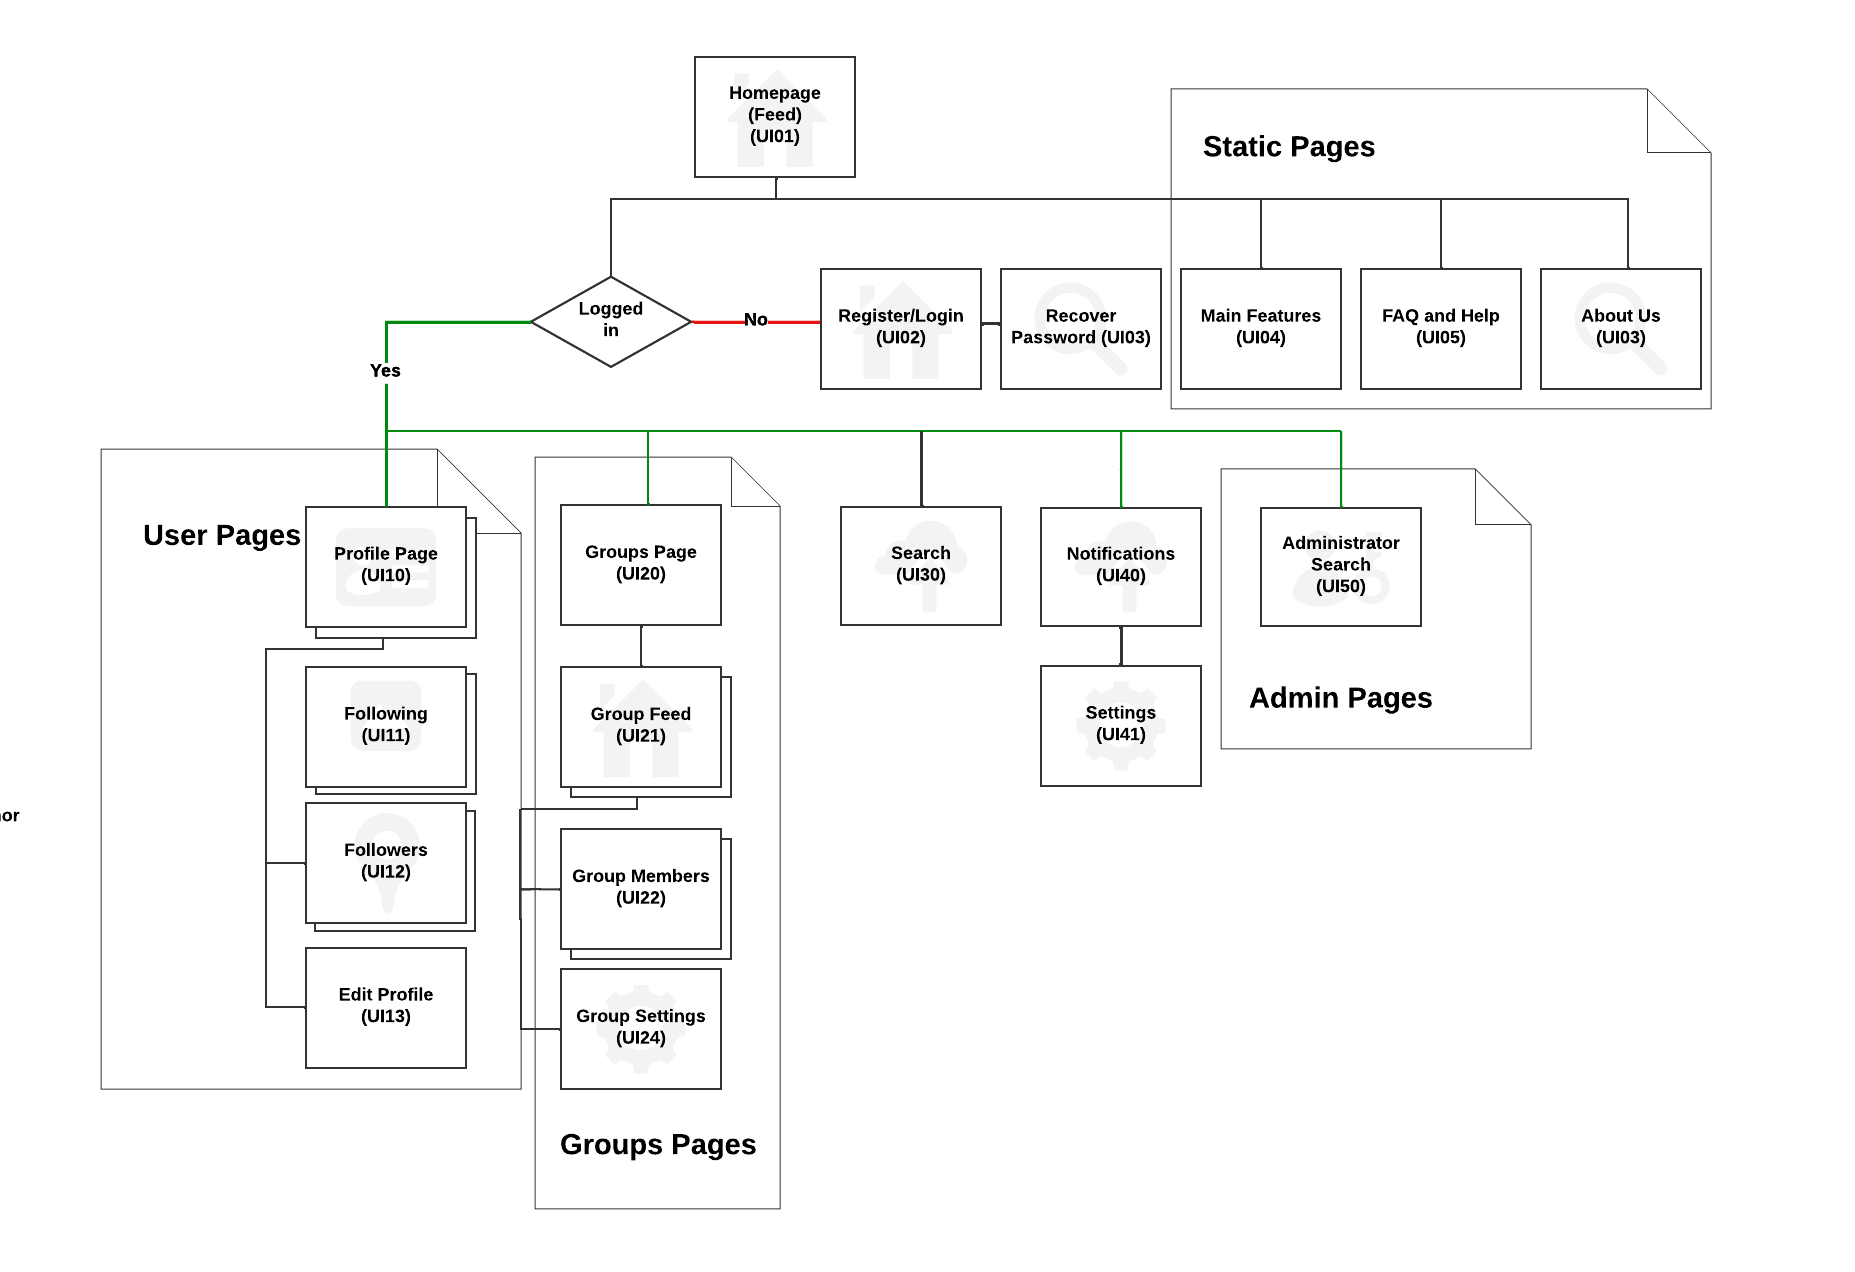 Homepage
(Feed)
(UI01)
Static Pages
Logged
in
No
Yes
Register/Login
(UI02)
Recover
Password (UI03)
Main Features
(UI04)
FAQ and Help
(UI05)
About Us
(UI03)
User Pages
Profile Page
(UI10)
Groups Page
(UI20)
Search
(UI30)
Notifications
(UI40)
Administrator
Search
(UI50)
Following
(UI11)
Group Feed
(UI21)
Settings
(UI41)
Admin Pages
Followers
(UI12)
Group Members
(UI22)
Edit Profile
(UI13)
Group Settings
(UI24)
Groups Pages